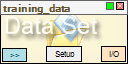 training_data
Data Set
>> Setup I/O